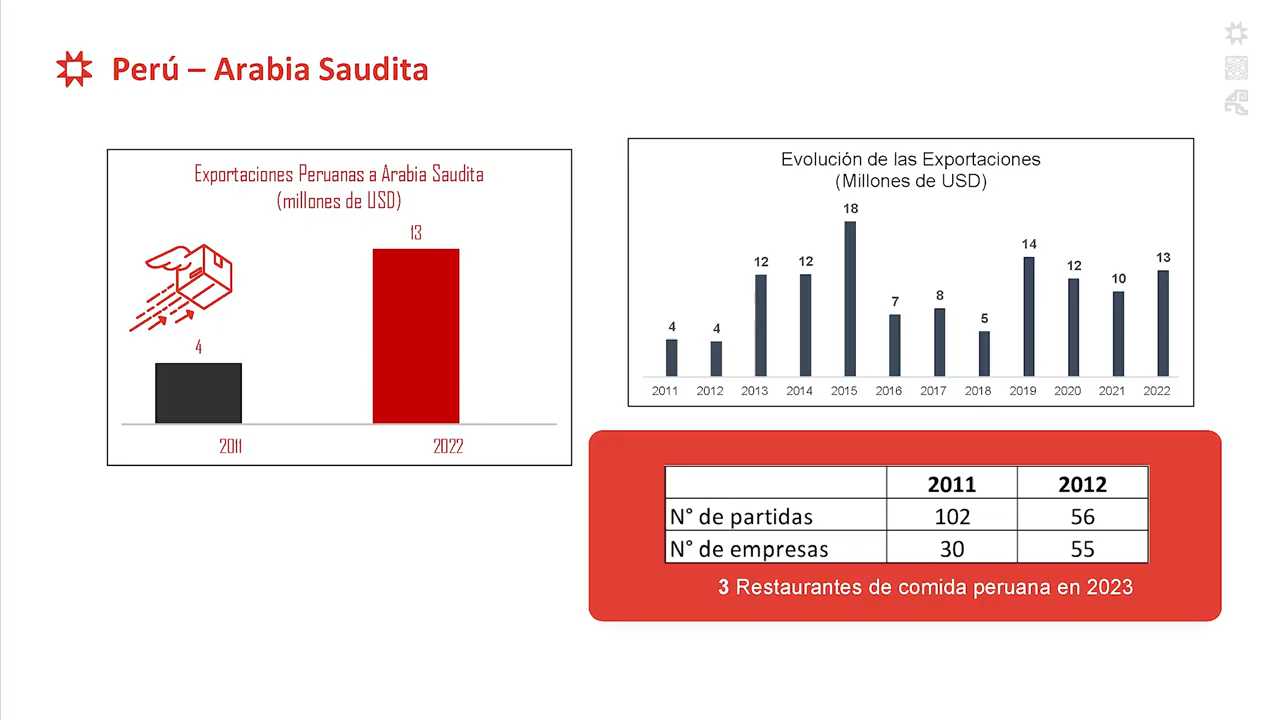 Perú – Arabia Saudita
Exportaciones Peruanas a Arabia Saudita
(millones de USD)
13
4
2011 2022
Evolución de las Exportaciones
(Millones de USD)
4 4 12 12 18 7 8 5 14 12 10 13
2011 2012 2013 2014 2015 2016 2017 2018 2019 2020 2021 2022
2011 2012
N° de partidas 102 56
N° de empresas 30 55
3 Restaurantes de comida peruana en 2023